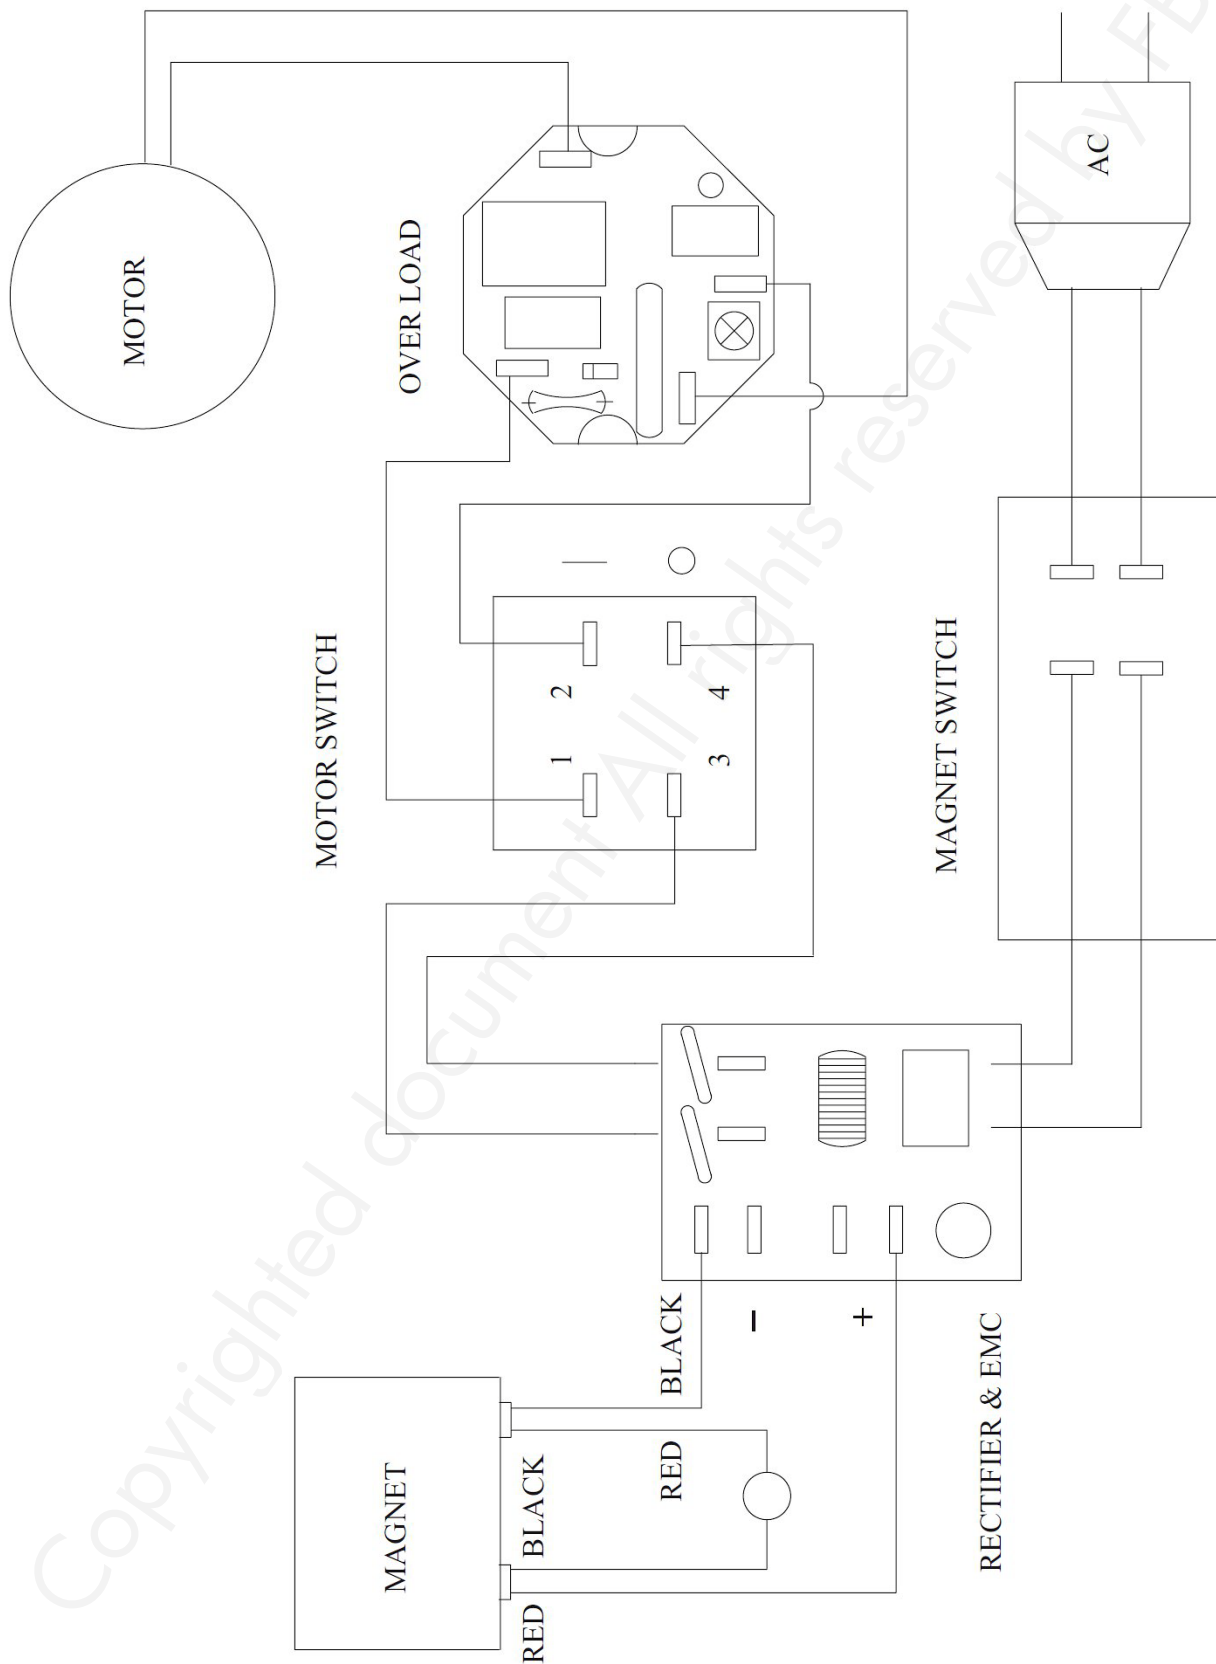 MOTOR
MOTOR SWITCH
MAGNET
OVER LOAD
RED BLACK
1 2
RED BLACK
3 4
−
+
MAGNET SWITCH
RECTIFIER & EMC
AC
Copyrighted document All rights reserved by